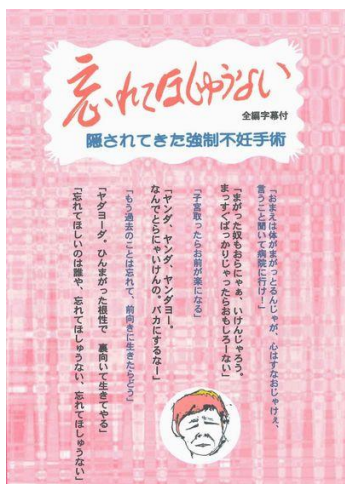 忘れてほしゅうない
全編字幕付
隠されてきた強制不妊手術
「おまえは体がまがっとるんじゃが、心はすなおじゃけぇ、
言うこと聞いて病院に行け!」
「まがった奴もおらにゃぁ、いけんじゃろう。
まっすぐばっかりじゃったらおもしろーない」
「子宮取ったらお前が楽になる」
「ヤンダ、ヤンダ、ヤンダヨー。
なんでとらにゃいけんの。バカにするなー」
「もう過去のことは忘れて、前向きに生きたらどう」
「ヤダヨーダ。ひんまがった根性で 裏向いて生きてやる」
「忘れてほしいのは誰や、忘れてほしゅうない、忘れてほしゅうない」